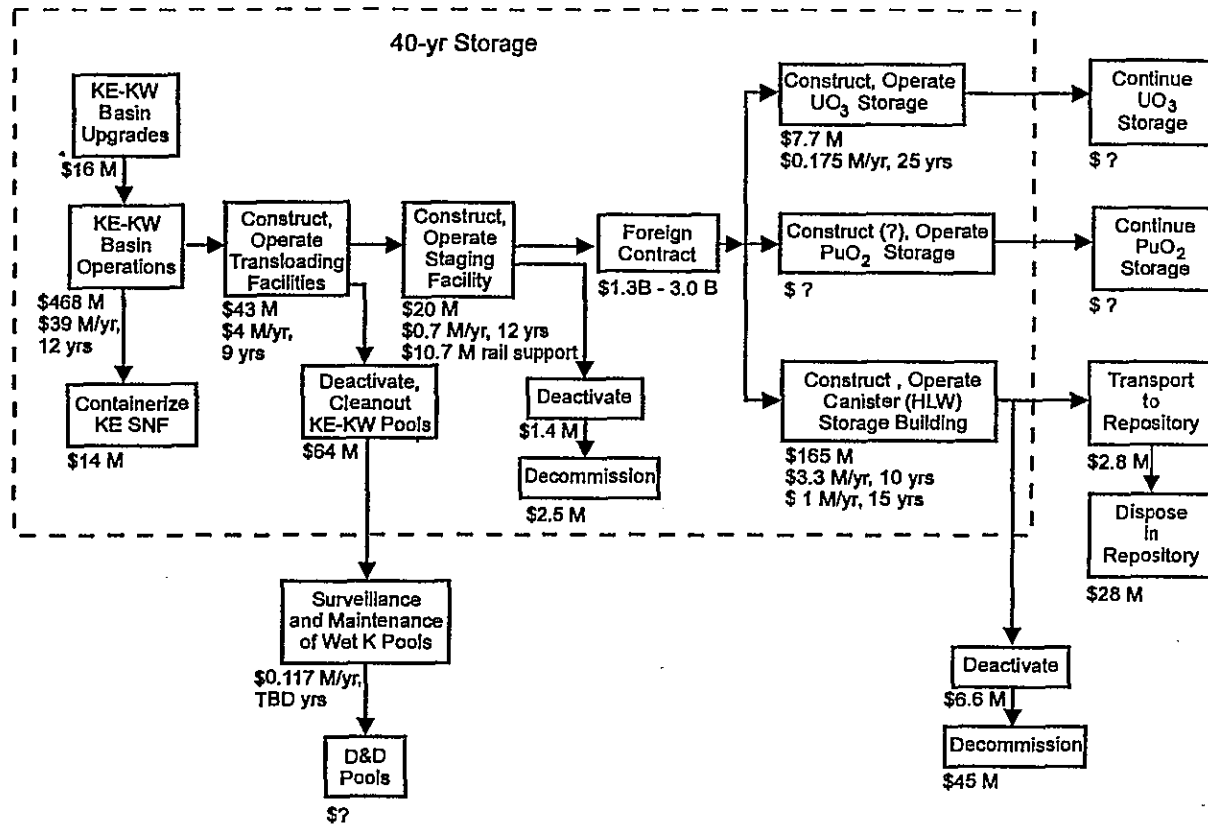 40-yr Storage
KE-KW
Basin
Upgrades
$16 M
KE-KW
Basin
Operations
$468 M
$39 M/yr,
12 yrs
Containerize
KE SNF
$14 M
Construct,
Operate
Transloading
Facilities
$43 M
$4 M/yr,
9 yrs
Deactivate,
Cleanout
KE-KW Pools
$64 M
Surveillance
and Maintenance
of Wet K Pools
$0.117 M/yr,
TBD yrs
D&D
Pools
$?
Construct,
Operate
Staging
Facility
$20 M
$0.7 M/yr, 12 yrs
$10.7 M rail support
Deactivate
$1.4 M
Decommission
$2.5 M
Foreign
Contract
$1.3B - 3.0 B
Construct, Operate
UO3 Storage
$7.7 M
$0.175 M/yr, 25 yrs
Continue
UO3
Storage
$ ?
Construct (?), Operate
PuO2 Storage
$ ?
Continue
PuO2
Storage
$ ?
Construct , Operate
Canister (HLW)
Storage Building
$165 M
$3.3 M/yr, 10 yrs
$ 1 M/yr, 15 yrs
Transport
to
Repository
$2.8 M
Dispose
in
Repository
$28 M
Deactivate
$6.6 M
Decommission
$45 M